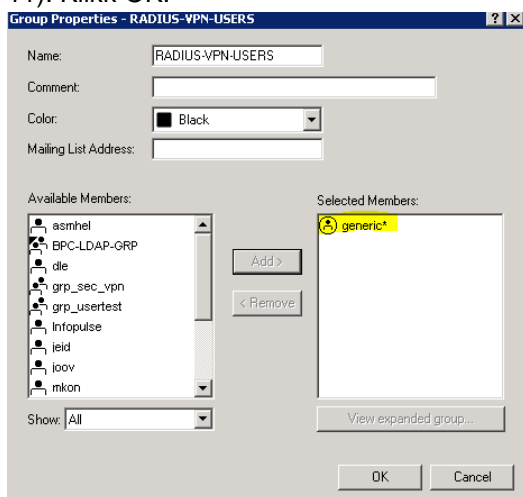 Group Properties - RADIUS-VPN-USERS
Name: RADIUS-VPN-USERS
Comment:
Color: Black
Mailing List Address:
Available Members:
asmhel
BPC-LDAP-GRP
dle
grp_sec_vpn
grp_usertest
Infopulse
jeid
joov
mkon
Show: All
Add >
< Remove
Selected Members:
generic*
View expanded group...
OK Cancel